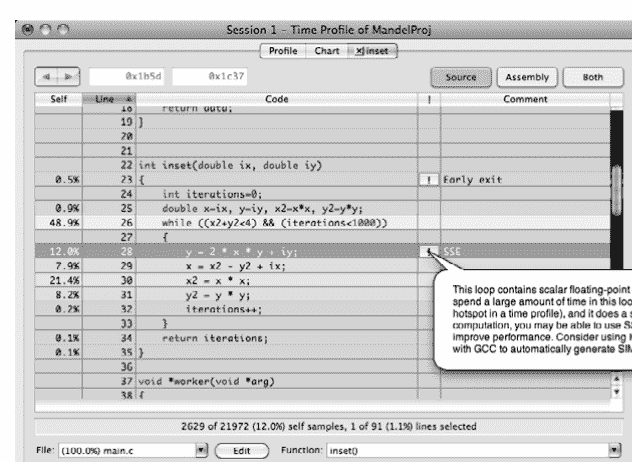 Session 1 - Time Profile of MandelProj
Profile Chart inset
0x1b5d 0x1c37 Source Assembly Both
Self Line Code ! Comment
18 return data;
19 }
20
21
22 int inset(double ix, double iy)
0.5% 23 { ! Early exit
24 int iterations=0;
0.9% 25 double x=ix, y=iy, x2=x*x, y2=y*y;
48.9% 26 while ((x2+y2<4) && (iterations<1000))
27 {
12.0% 28 y = 2 * x * y + iy; ! SSE
7.9% 29 x = x2 - y2 + ix;
21.4% 30 x2 = x * x;
8.2% 31 y2 = y * y;
0.2% 32 iterations++;
33 }
0.1% 34 return iterations;
0.1% 35 }
36
37 void *worker(void *arg)
38 {
This loop contains scalar floating-point
spend a large amount of time in this loo
hotspot in a time profile), and it does a s
computation, you may be able to use S
improve performance. Consider using
with GCC to automatically generate SIM
2629 of 21972 (12.0%) self samples, 1 of 91 (1.1%) lines selected
File: (100.0%) main.c Edit Function: inset()